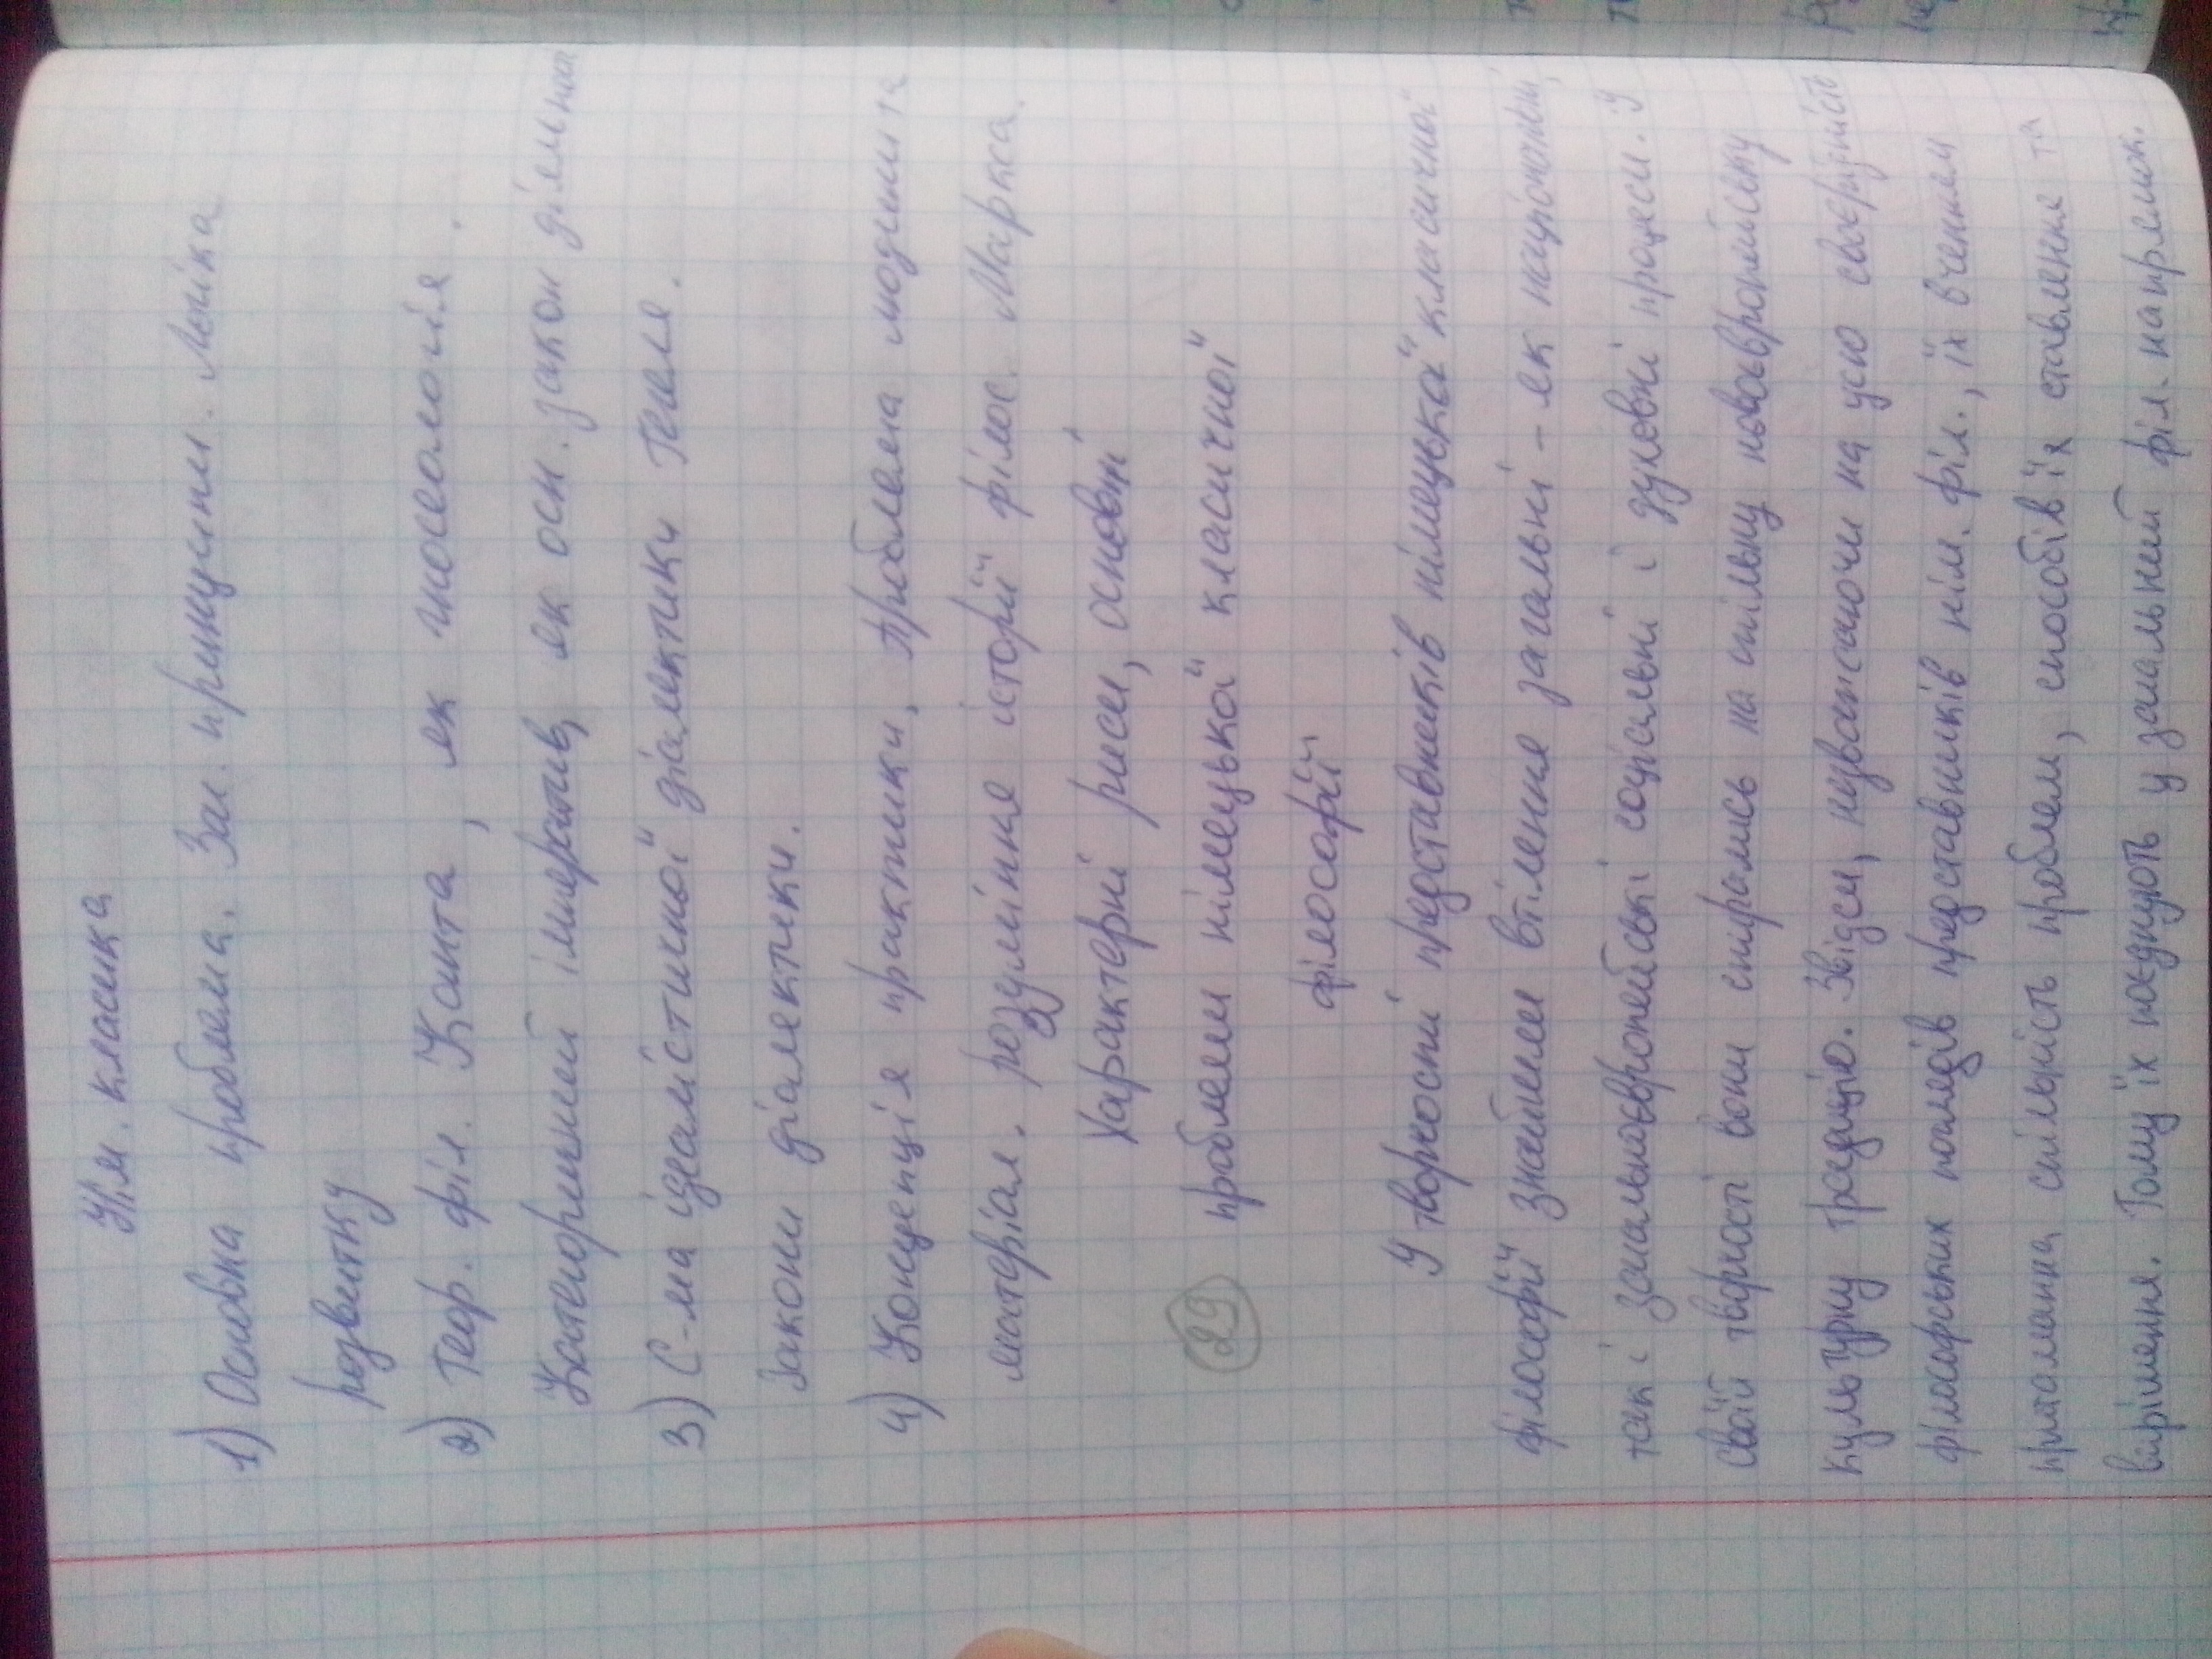 Нім. класика
1) Основна проблема. Заг. принципи. Логіка
розвитку
2) Теор. філ. Канта, як гносеологія.
Категоричний імператив, як осн. закон діяльності
3) С-ма ідеалістичної діалектики Гегеля.
Закони діалектики.
4) Концепція практики. Проблема людини та
матеріал. розуміння історії філос. Маркса.
Характерні риси, основні
29 проблеми німецької класичної
філософії
У творчості представників німецької класичної
філософії знайшли втілення загальні - як національні,
так і загальноєвропейські соціальні і духовні процеси. У
своїй творчості вони спирались на спільну новоєвропейську
культурну традицію. Звідси, незважаючи на усю своєрідність
філософських поглядів представників нім. філ., їх вченням
притаманна спільність проблем, способів їх ставлення та
вирішення. Тому їх поєднують у загальний філ. напрямок.